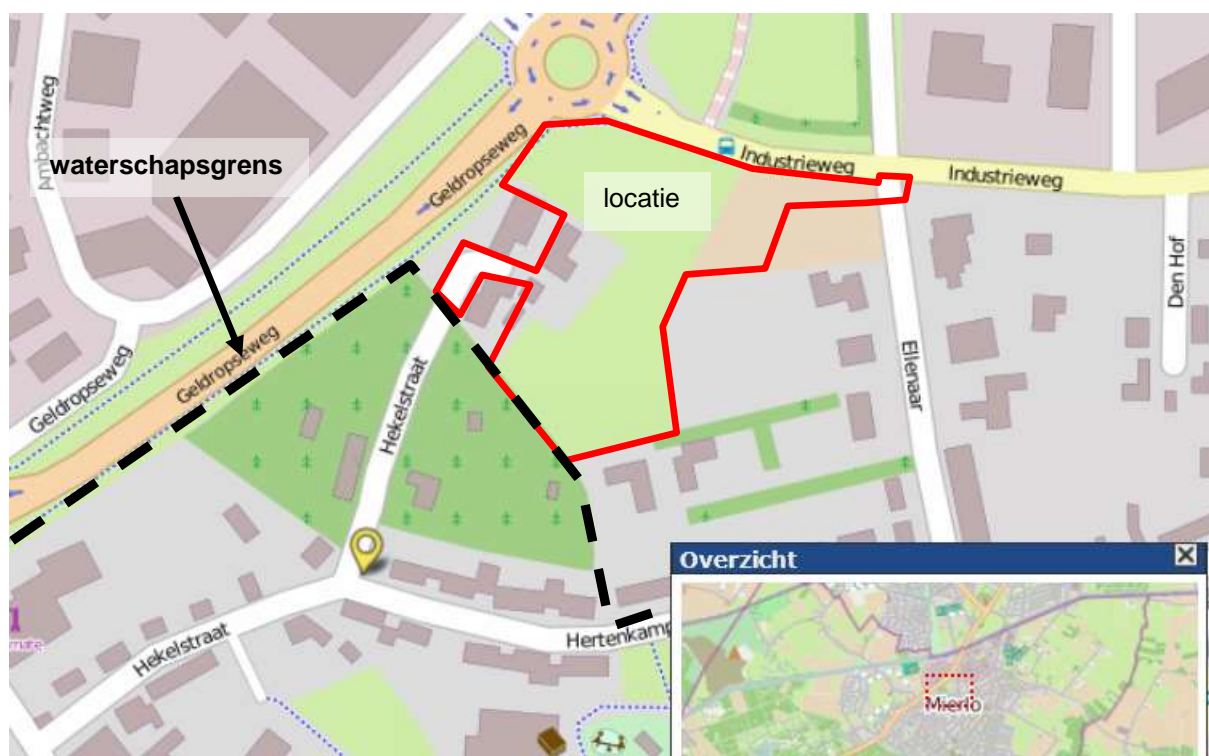 Ambachtweg
waterschapsgrens
Geldropseweg
Industrieweg
Industrieweg
locatie
Den Hof
Geldropseweg
Geldropseweg
Hekelstraat
Ellenaar
Overzicht
Hekelstraat
Hertenkamp
Mierlo